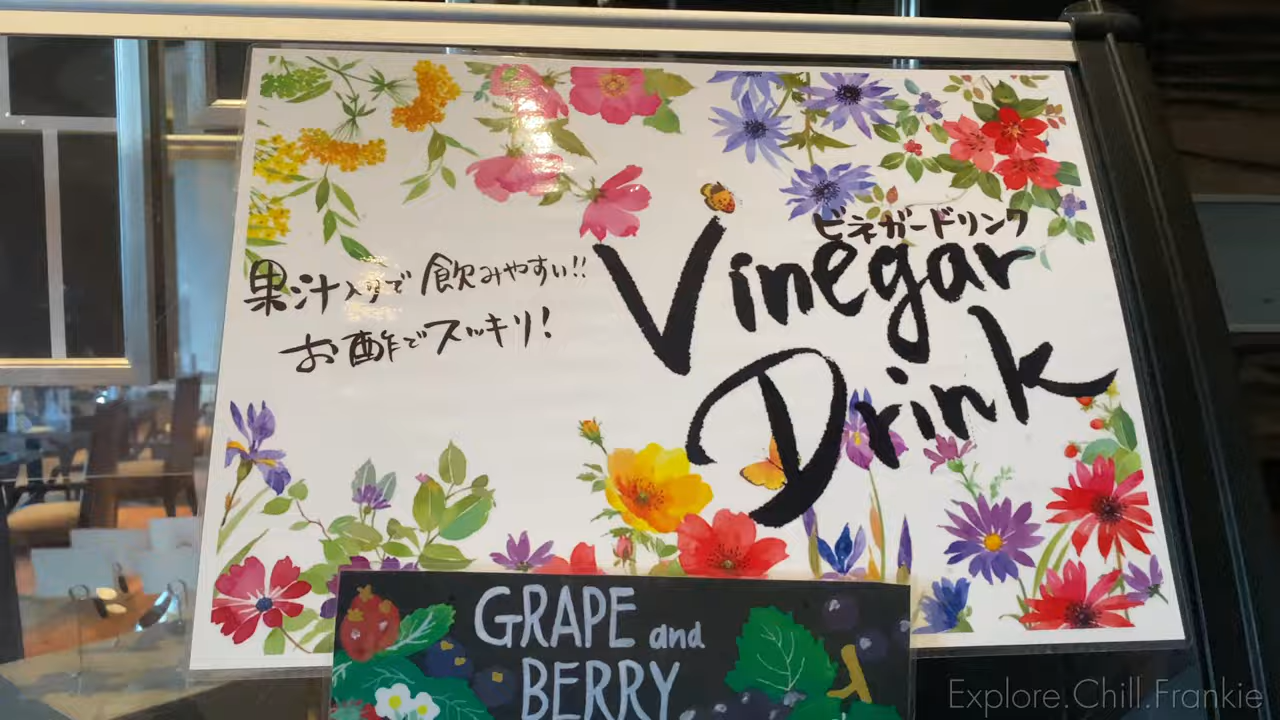 ビネガードリンク
Vinegar
Drink
果汁入りで飲みやすい!!
お酢でスッキリ!
GRAPE and
BERRY
Explore.Chill.Frankie